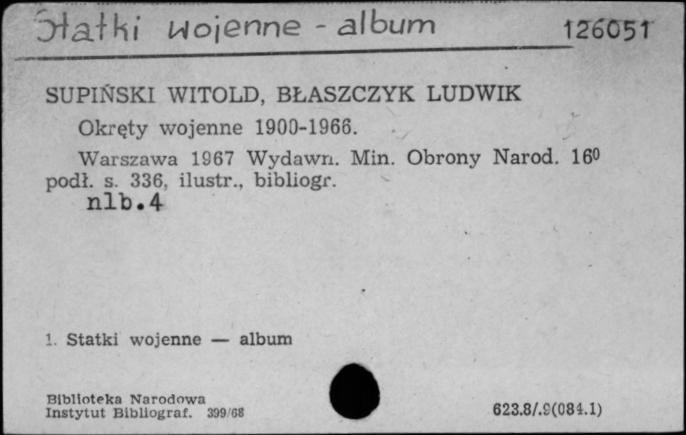 Statki wojenne - album 126051
SUPIŃSKI WITOLD, BŁASZCZYK LUDWIK
Okręty wojenne 1900-1966.
Warszawa 1967 Wydawn. Min. Obrony Narod. 16⁰
podł. s. 336, ilustr., bibliogr.
nlb.4
1. Statki wojenne — album
Biblioteka Narodowa
Instytut Bibliograf. 399/68
623.8/.9(084.1)